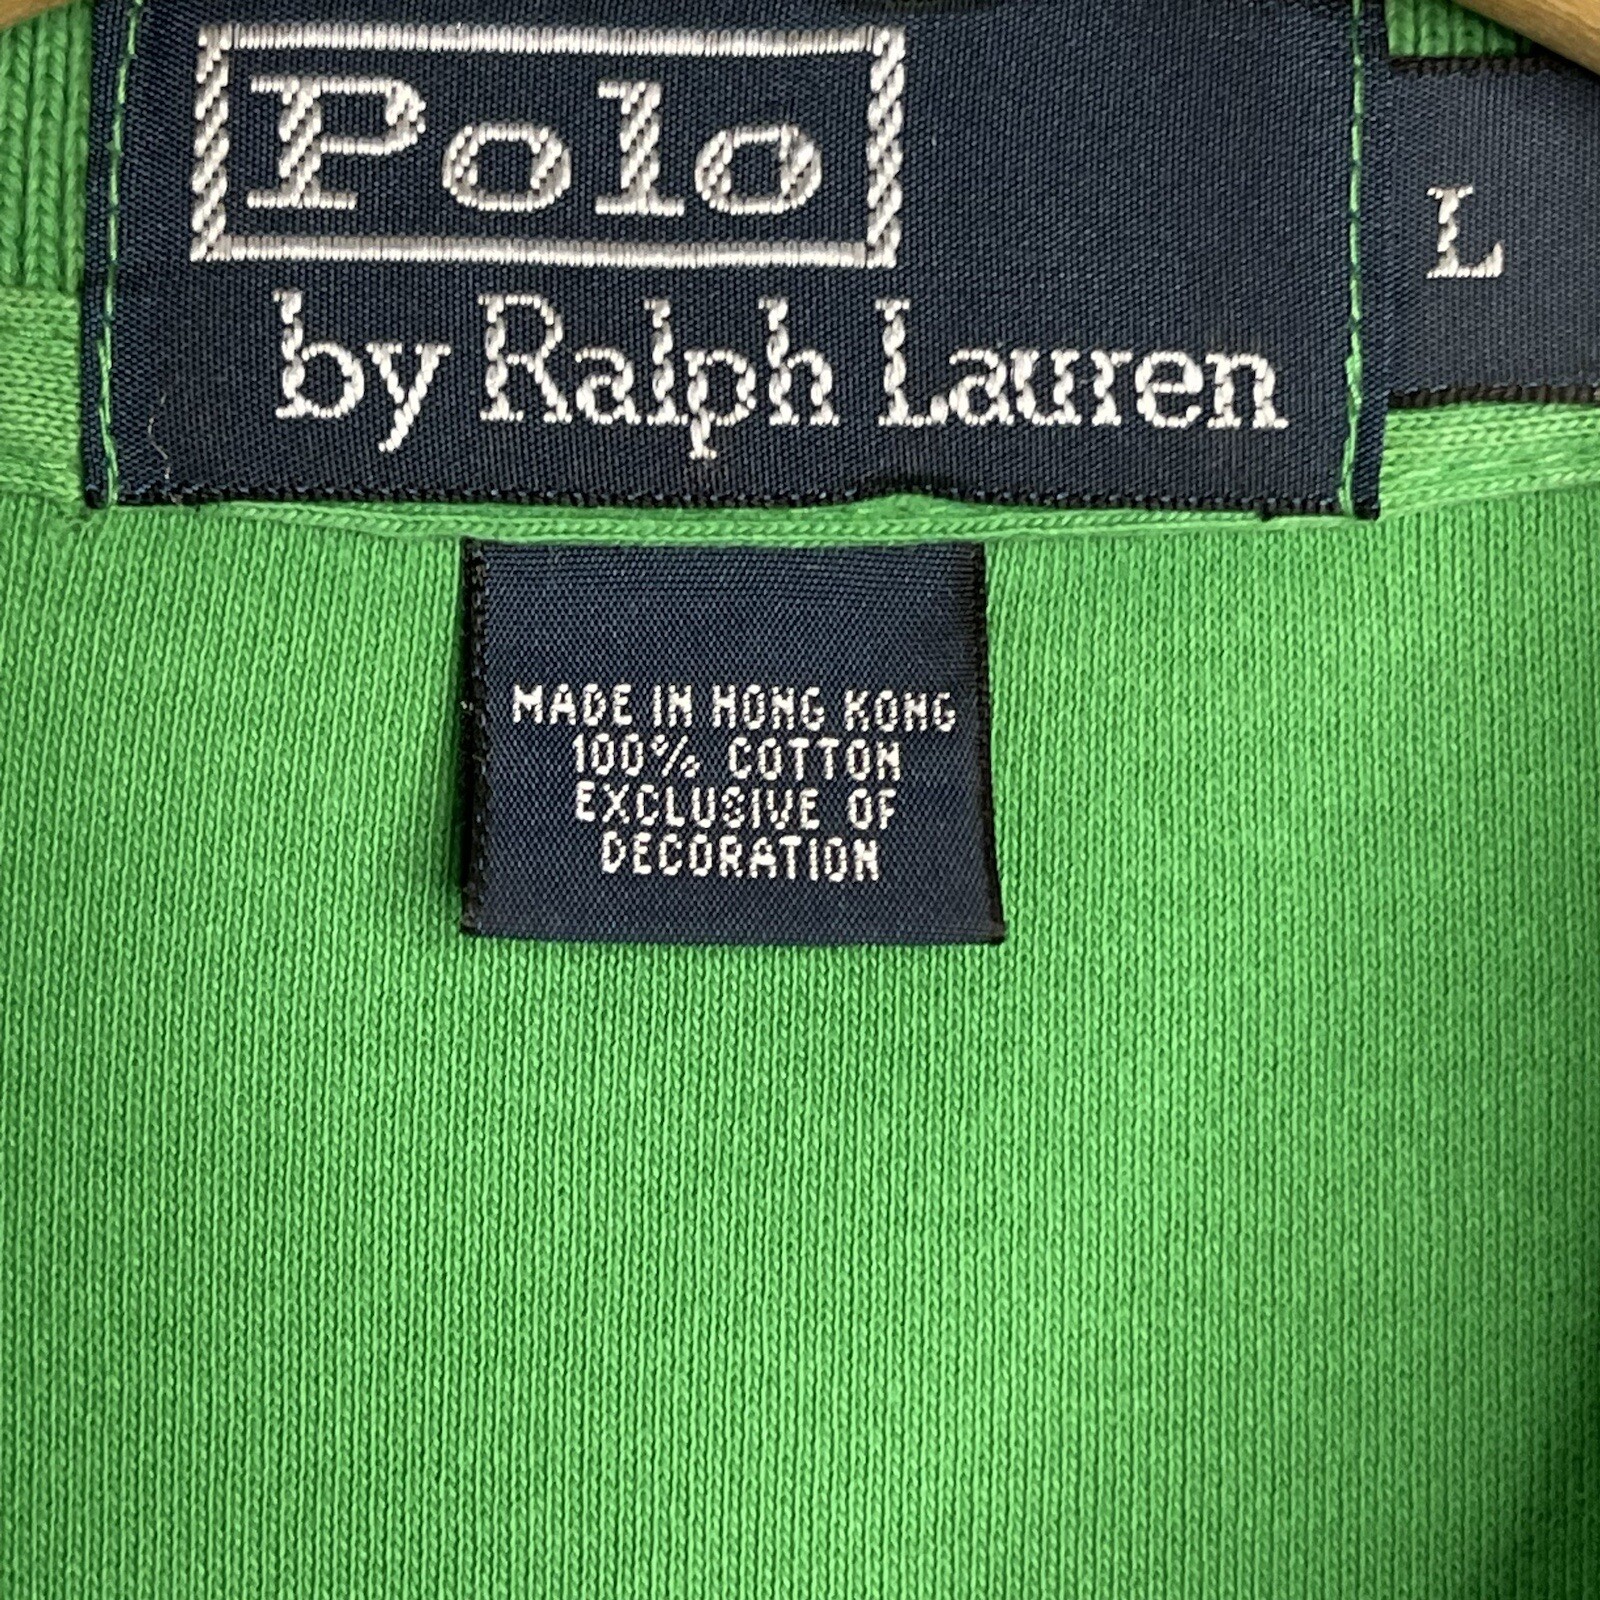 Polo
by Ralph Lauren
L
MADE IN HONG KONG
100% COTTON
EXCLUSIVE OF
DECORATION